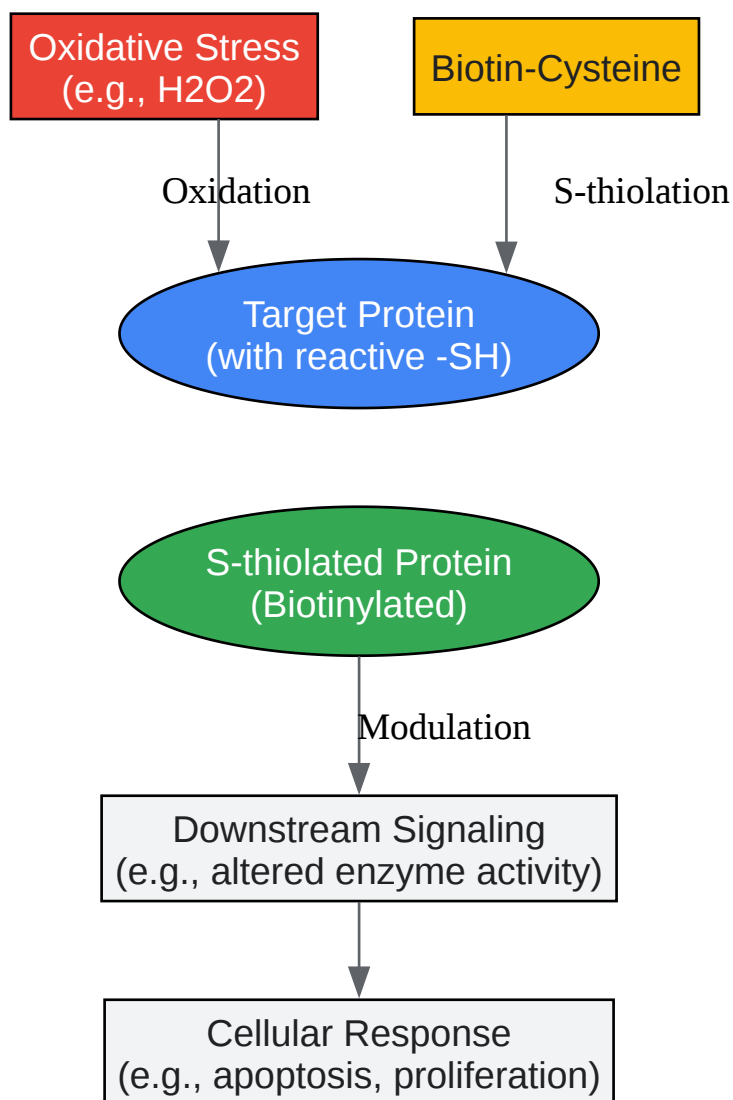 Oxidative Stress
(e.g., H2O2)
Biotin-Cysteine
Oxidation
S-thiolation
Target Protein
(with reactive -SH)
S-thiolated Protein
(Biotinylated)
Modulation
Downstream Signaling
(e.g., altered enzyme activity)
Cellular Response
(e.g., apoptosis, proliferation)